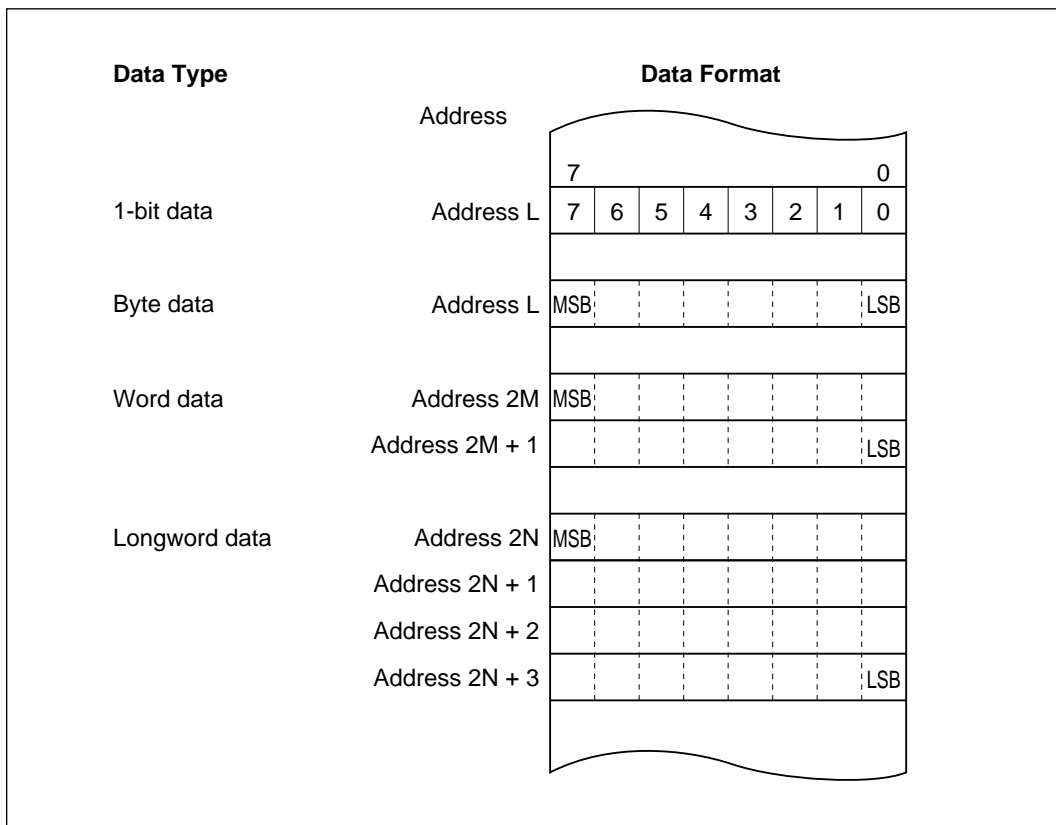 Data Type Data Format
Address
7 0
1-bit data Address L 7 6 5 4 3 2 1 0
Byte data Address L MSB LSB
Word data Address 2M MSB
Address 2M + 1 LSB
Longword data Address 2N MSB
Address 2N + 1
Address 2N + 2
Address 2N + 3 LSB